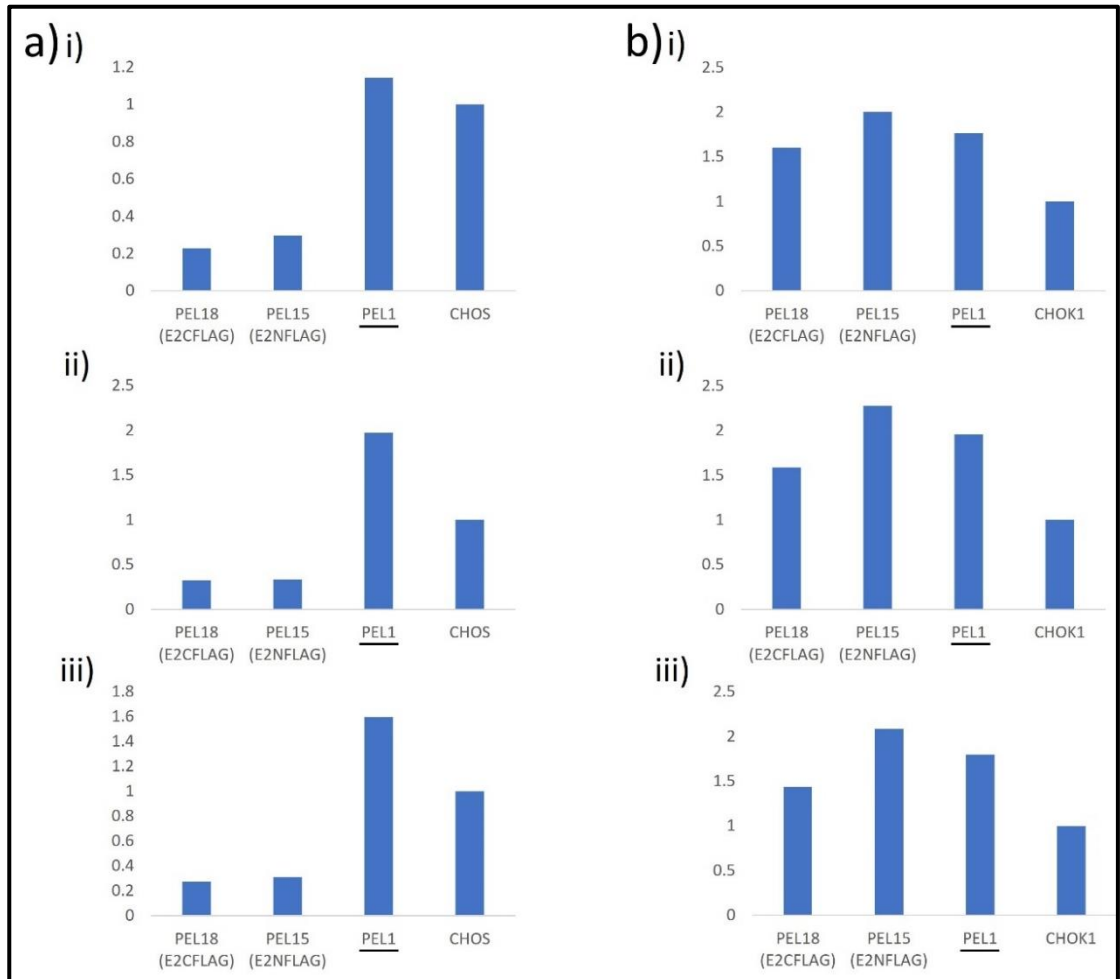 a) i)
1.2
1
0.8
0.6
0.4
0.2
0
PEL18 PEL15 PEL1 CHOS
(E2CFLAG) (E2NFLAG)
ii)
2.5
2
1.5
1
0.5
0
PEL18 PEL15 PEL1 CHOS
(E2CFLAG) (E2NFLAG)
iii)
1.8
1.6
1.4
1.2
1
0.8
0.6
0.4
0.2
0
PEL18 PEL15 PEL1 CHOS
(E2CFLAG) (E2NFLAG)
b) i)
2.5
2
1.5
1
0.5
0
PEL18 PEL15 PEL1 CHOK1
(E2CFLAG) (E2NFLAG)
ii)
2.5
2
1.5
1
0.5
0
PEL18 PEL15 PEL1 CHOK1
(E2CFLAG) (E2NFLAG)
iii)
2.5
2
1.5
1
0.5
0
PEL18 PEL15 PEL1 CHOK1
(E2CFLAG) (E2NFLAG)